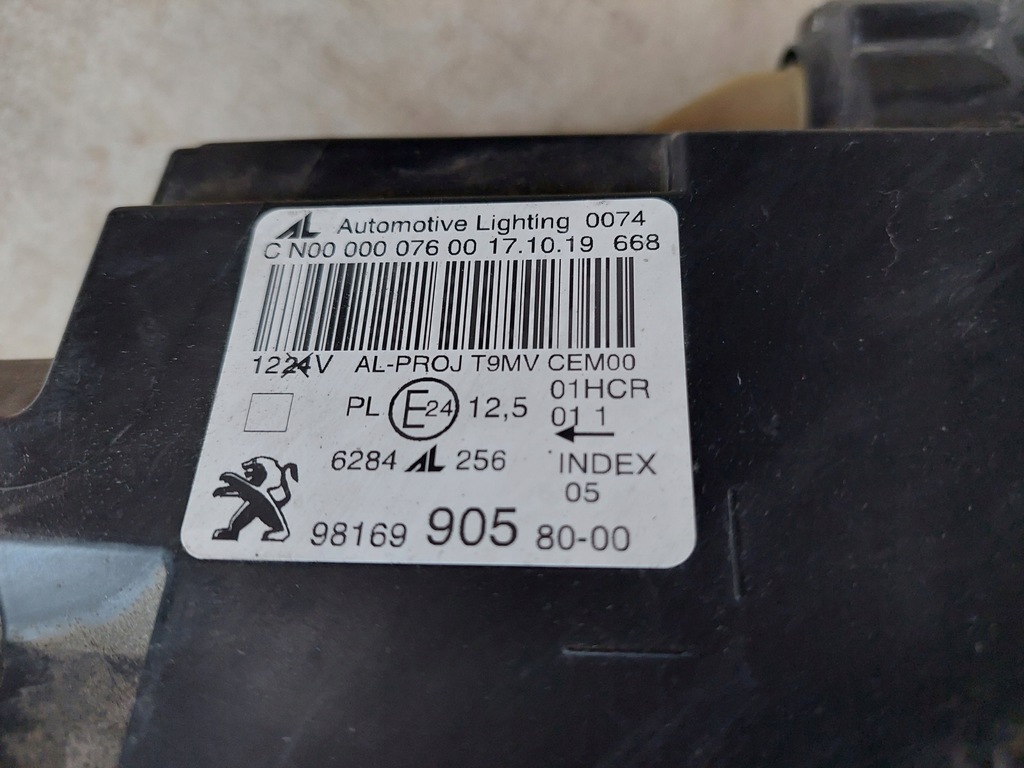 AL Automotive Lighting 0074
C N00 000 076 00 17.10.19 668
1224V AL-PROJ T9MV CEM00
PL E24 12,5 01HCR
01 1
6284 AL 256 INDEX
05
98169 905 80-00